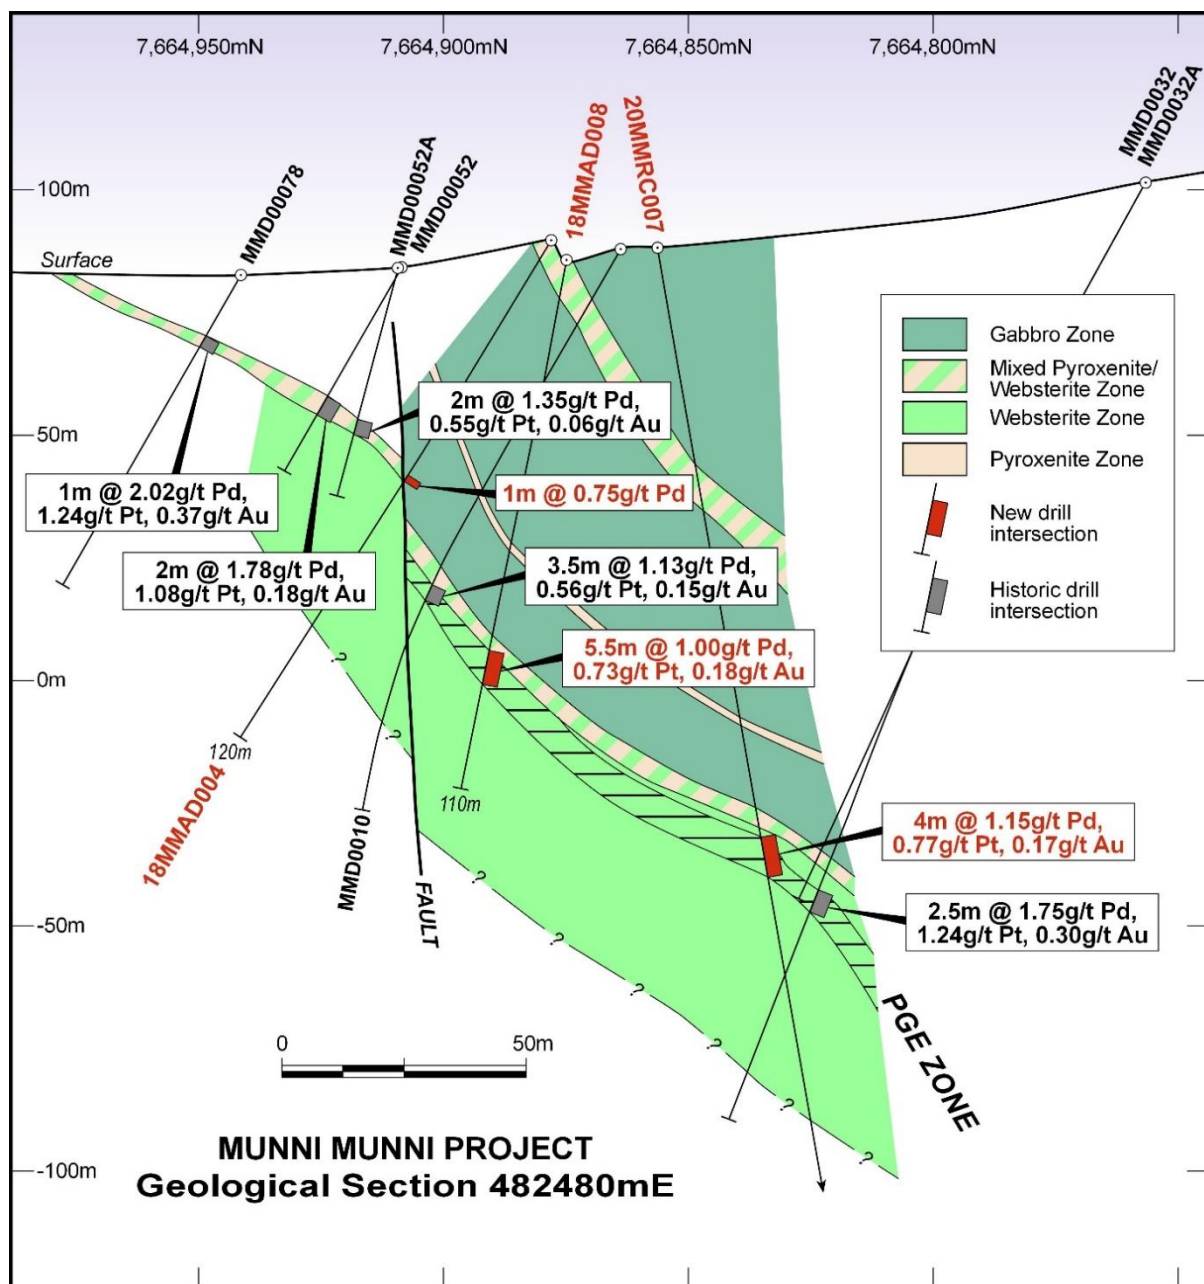 7,664,950mN
7,664,900mN
7,664,850mN
7,664,800mN
MMD00078
MMD00052A
MMD00052
18MMAD008
20MMRC007
MMD0032
MMD0032A
100m
Surface
Gabbro Zone
Mixed Pyroxenite/
Websterite Zone
Websterite Zone
Pyroxenite Zone
New drill
intersection
Historic drill
intersection
50m
2m @ 1.35g/t Pd,
0.55g/t Pt, 0.06g/t Au
1m @ 2.02g/t Pd,
1.24g/t Pt, 0.37g/t Au
1m @ 0.75g/t Pd
2m @ 1.78g/t Pd,
1.08g/t Pt, 0.18g/t Au
3.5m @ 1.13g/t Pd,
0.56g/t Pt, 0.15g/t Au
5.5m @ 1.00g/t Pd,
0.73g/t Pt, 0.18g/t Au
0m
?
?
120m
18MMAD004
110m
MMD0010
FAULT
4m @ 1.15g/t Pd,
0.77g/t Pt, 0.17g/t Au
2.5m @ 1.75g/t Pd,
1.24g/t Pt, 0.30g/t Au
-50m
?
?
?
?
?
?
PGE ZONE
0
50m
MUNNI MUNNI PROJECT
Geological Section 482480mE
-100m